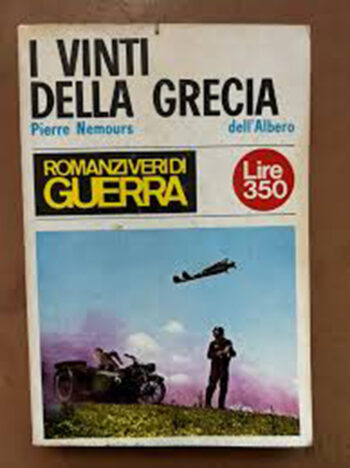 I VINTI
DELLA GRECIA
Pierre Nemours dell'Albero
ROMANZI VERI DI
GUERRA
Lire
350